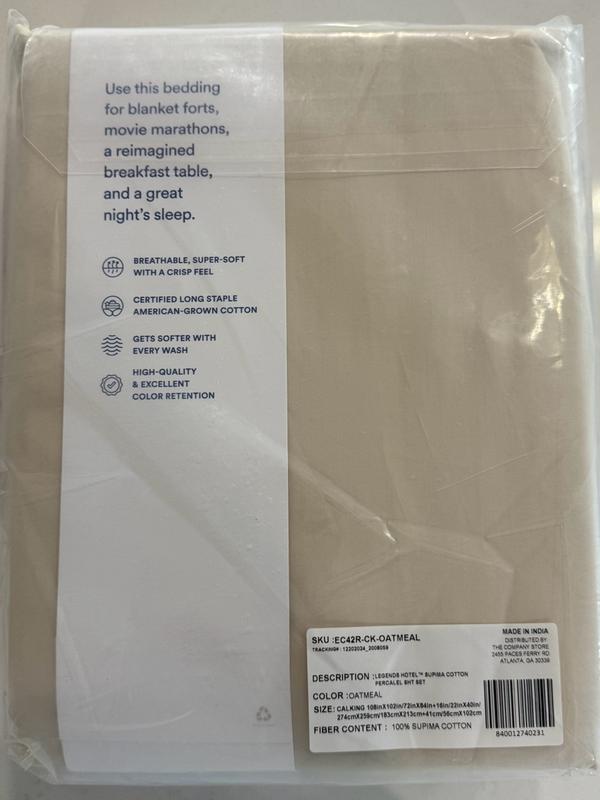 Use this bedding
for blanket forts,
movie marathons,
a reimagined
breakfast table,
and a great
night's sleep.
BREATHABLE, SUPER-SOFT
WITH A CRISP FEEL
CERTIFIED LONG STAPLE
AMERICAN-GROWN COTTON
GETS SOFTER WITH
EVERY WASH
HIGH-QUALITY
& EXCELLENT
COLOR RETENTION
SKU :EC42R-CK-OATMEAL
TRACKING# : 12202024_2008059
MADE IN INDIA
DISTRIBUTED BY
THE COMPANY STORE
2455 PACES FERRY RD
ATLANTA, GA 30339
DESCRIPTION :LEGENDS HOTEL™ SUPIMA COTTON
PERCALEL SHT SET
COLOR :OATMEAL
SIZE: CALKING 108inX102in/72inX84in+16in/22inX40in/
274cmX259cm/183cmX213cm+41cm/56cmX102cm
FIBER CONTENT : 100% SUPIMA COTTON
840012740231